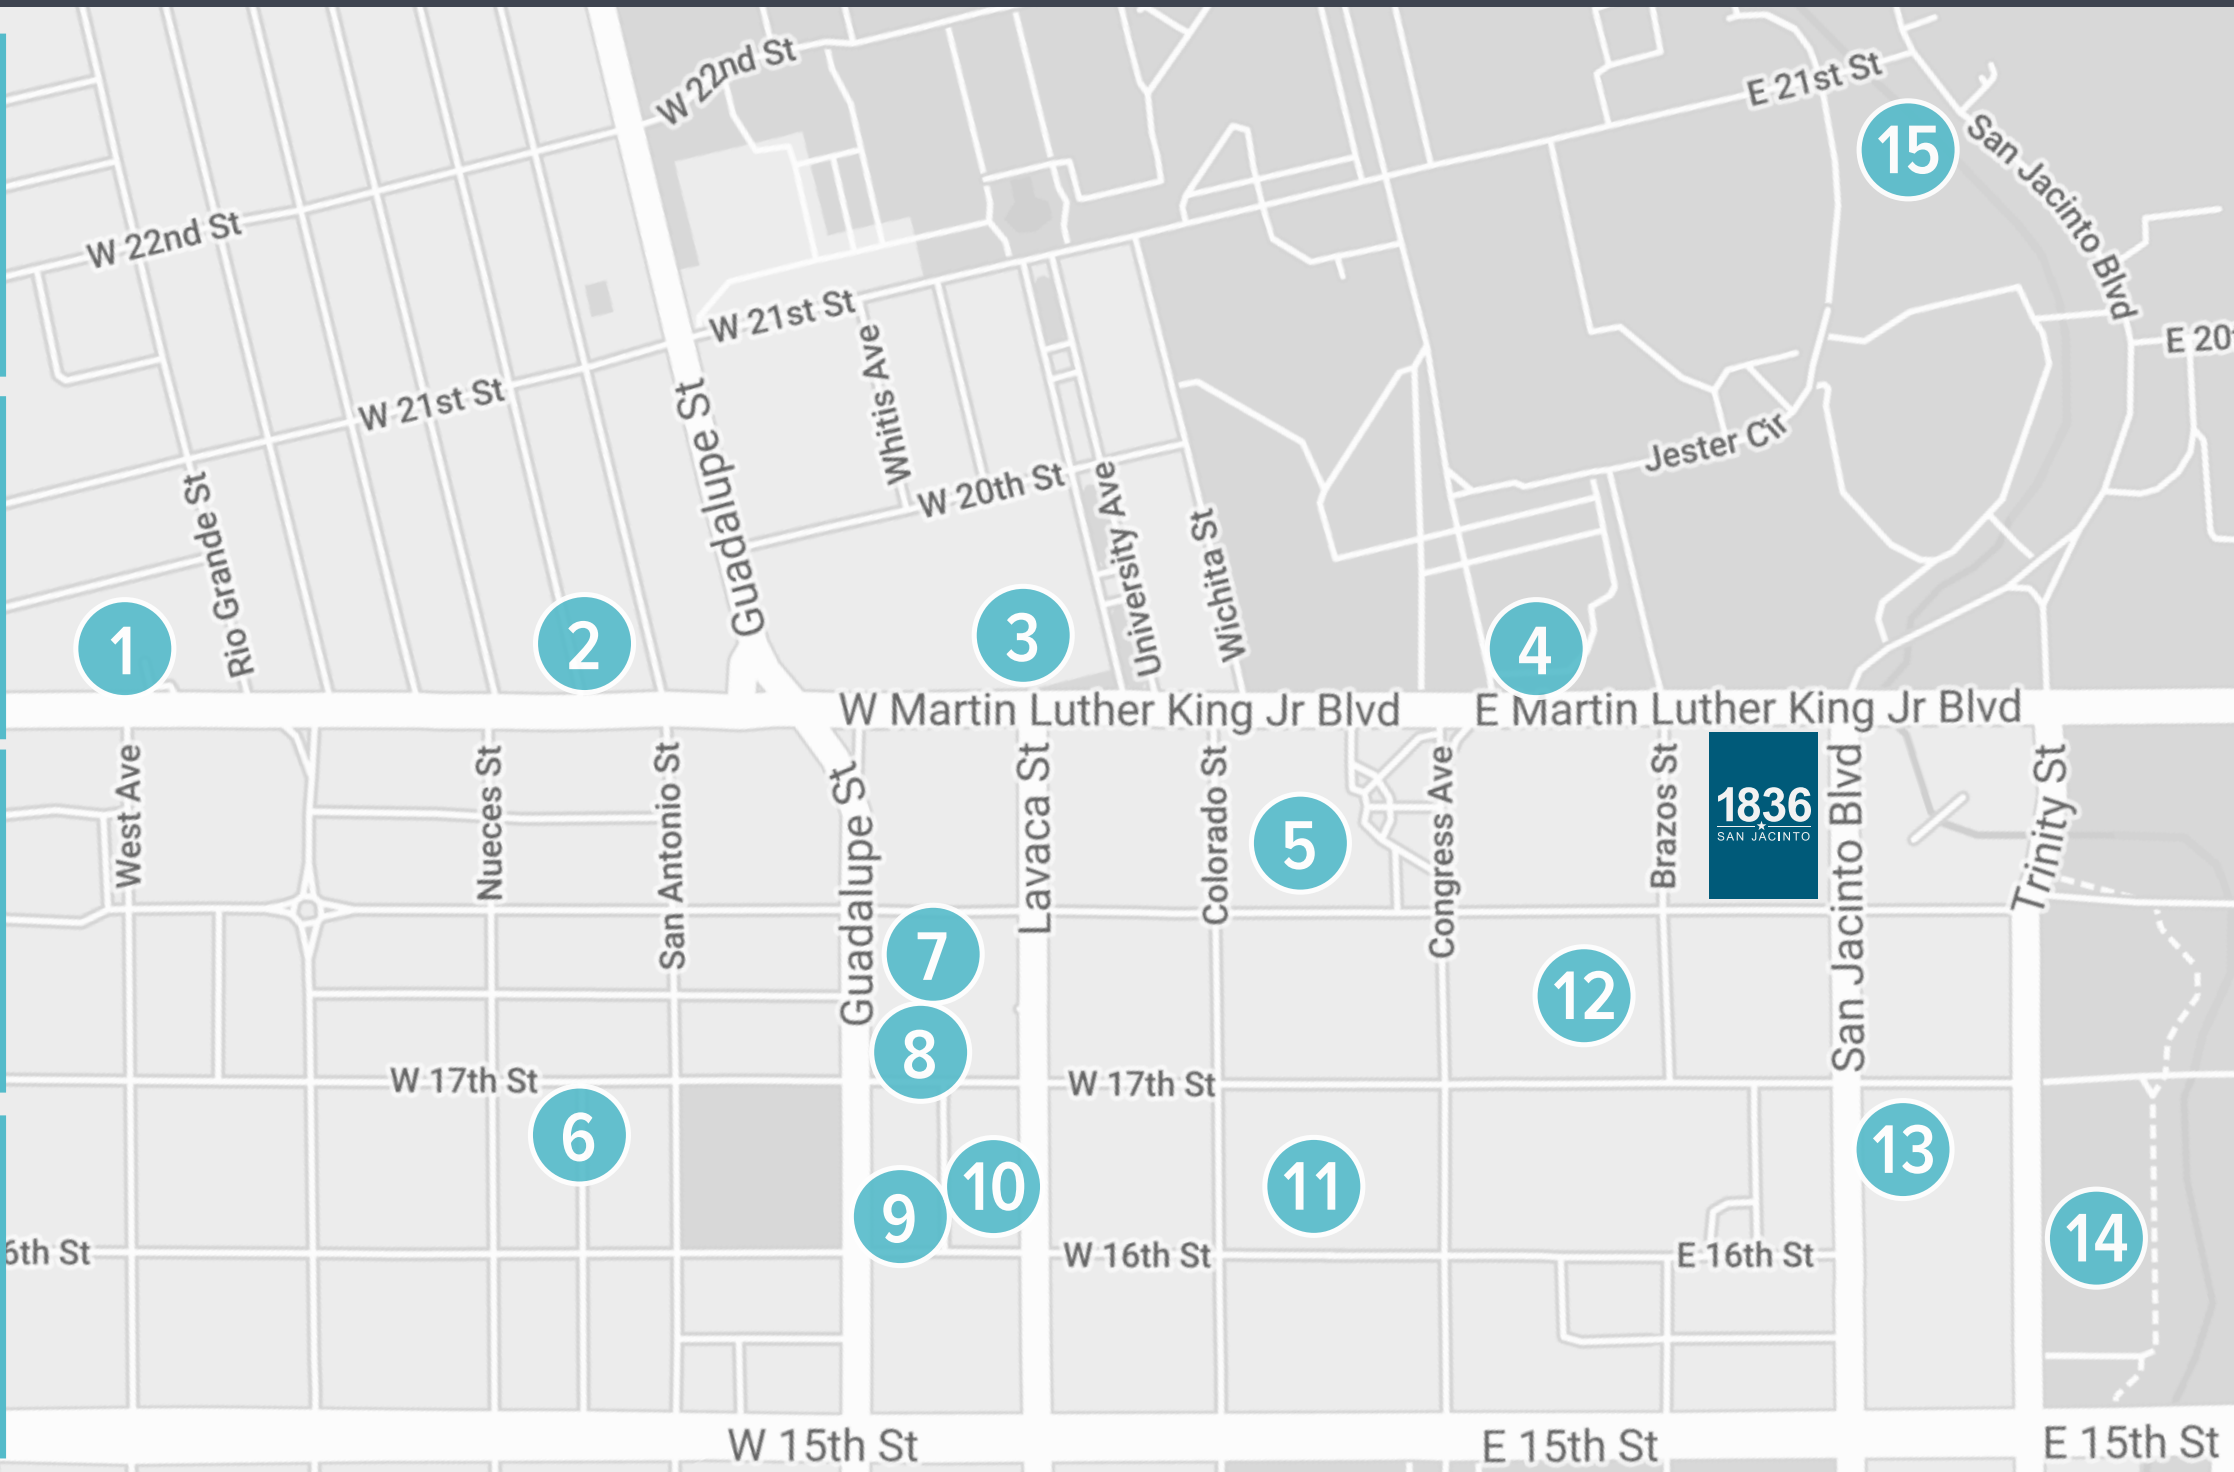 W 22nd St
E 21st St
15
San Jacinto Blvd
W 22nd St
W 21st St
Whitis Ave
E 20
W 21st St
Guadalupe St
Jester Cir
W 20th St
University Ave
Wichita St
Rio Grande St
1
2
3
4
W Martin Luther King Jr Blvd
E Martin Luther King Jr Blvd
West Ave
Nueces St
San Antonio St
Guadalupe St
Lavaca St
Colorado St
5
Congress Ave
Brazos St
1836
SAN JACINTO
San Jacinto Blvd
Trinity St
7
12
8
W 17th St
W 17th St
6
13
10
11
9
14
6th St
W 16th St
E 16th St
W 15th St
E 15th St
E 15th St